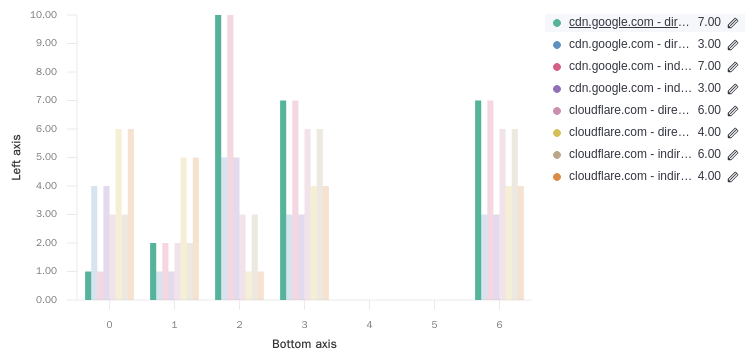 10.00
9.00
8.00
7.00
6.00
5.00
4.00
3.00
2.00
1.00
0.00
Left axis
0 1 2 3 4 5 6
Bottom axis
cdn.google.com - dir... 7.00
cdn.google.com - dir... 3.00
cdn.google.com - ind... 7.00
cdn.google.com - ind... 3.00
cloudflare.com - dire... 6.00
cloudflare.com - dire... 4.00
cloudflare.com - indir... 6.00
cloudflare.com - indir... 4.00